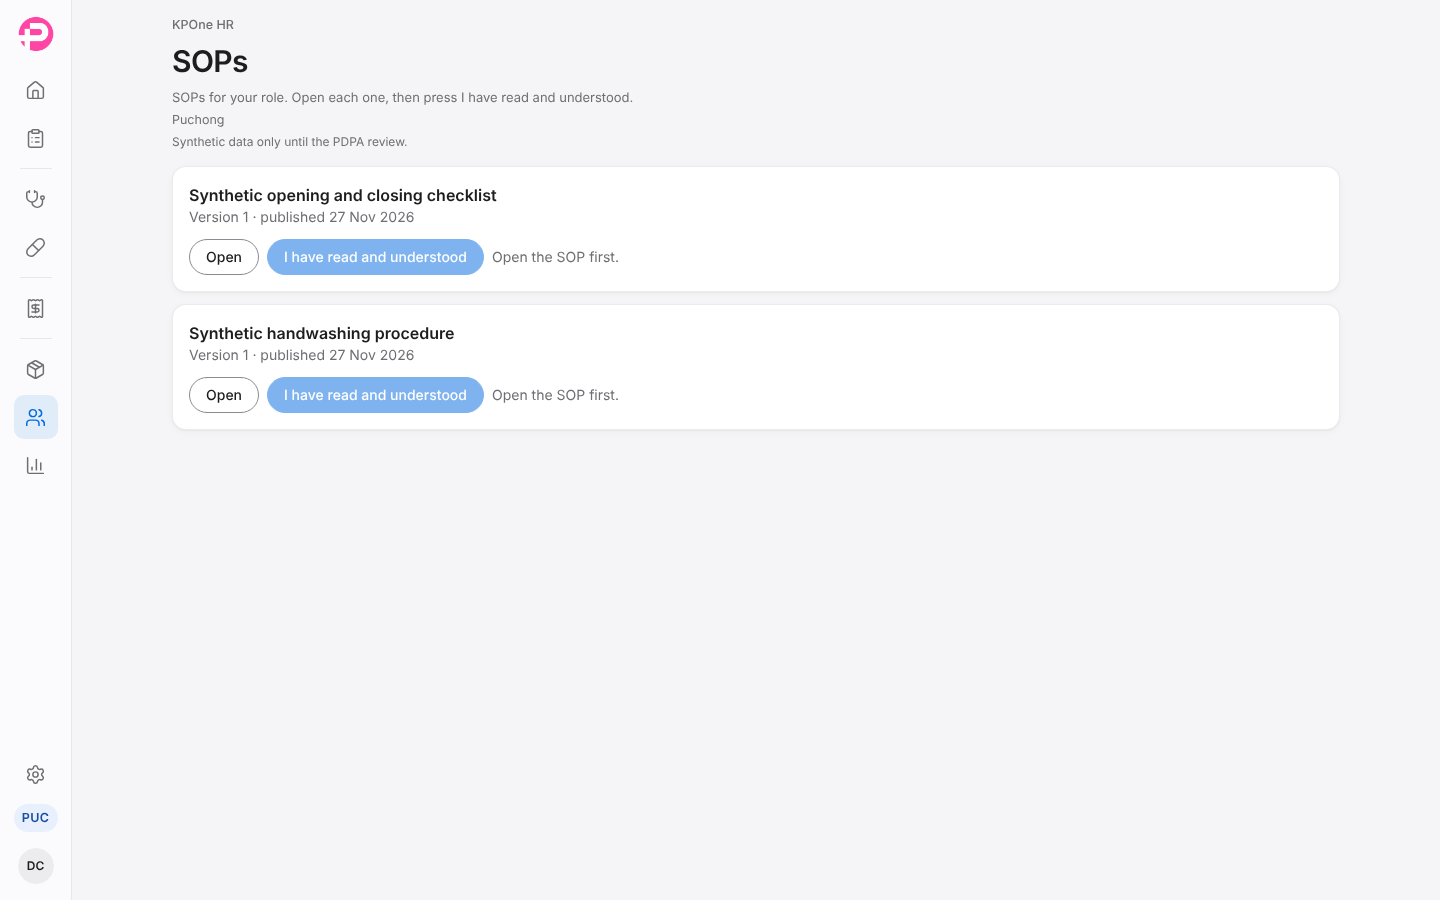 KPOne HR
SOPs
SOPs for your role. Open each one, then press I have read and understood.
Puchong
Synthetic data only until the PDPA review.
Synthetic opening and closing checklist
Version 1 · published 27 Nov 2026
Open
I have read and understood
Open the SOP first.
Synthetic handwashing procedure
Version 1 · published 27 Nov 2026
Open
I have read and understood
Open the SOP first.
PUC
DC